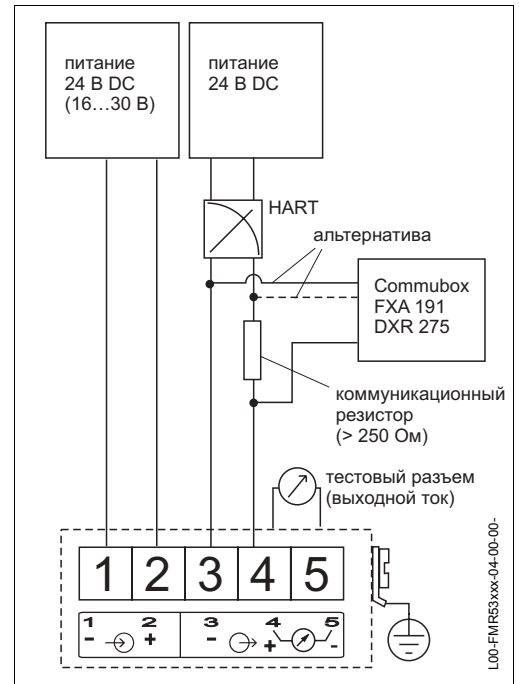 питание
24 В DC
(16…30 В)
питание
24 В DC
HART
альтернатива
Commubox
FXA 191
DXR 275
коммуникационный
резистор
(> 250 Ом)
тестовый разъем
(выходной ток)
1 2 3 4 5
1 2 3 4 5
- + - + -
L00-FMR53xxx-04-00-00-